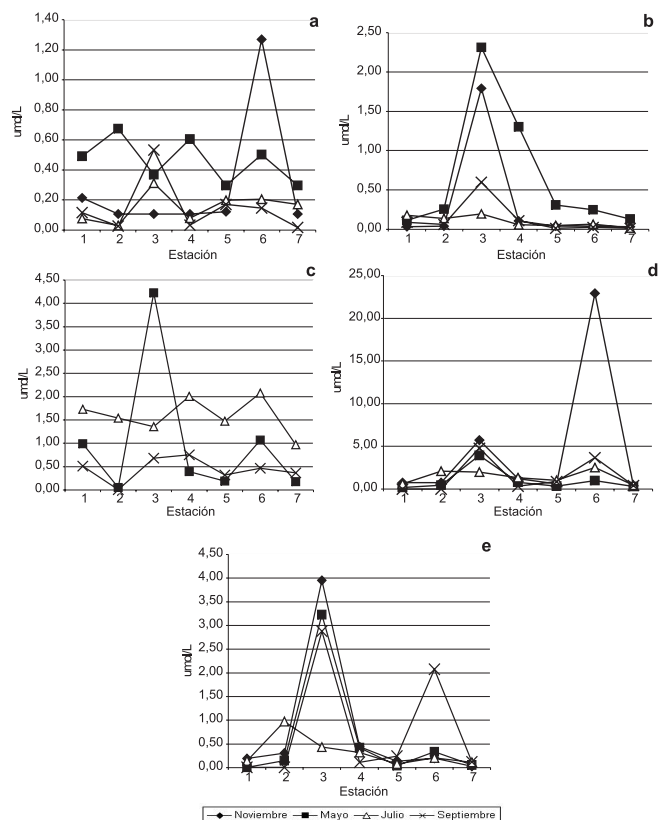 a
1,40
1,20
1,00
0,80
0,60
0,40
0,20
0,00
umol/L
1 2 3 4 5 6 7
Estación
b
2,50
2,00
1,50
1,00
0,50
0,00
umol/L
1 2 3 4 5 6 7
Estación
c
4,50
4,00
3,50
3,00
2,50
2,00
1,50
1,00
0,50
0,00
umol/L
1 2 3 4 5 6 7
Estación
d
25,00
20,00
15,00
10,00
5,00
0,00
umol/L
1 2 3 4 5 6 7
Estación
e
4,50
4,00
3,50
3,00
2,50
2,00
1,50
1,00
0,50
0,00
umol/L
1 2 3 4 5 6 7
Estación
Noviembre Mayo Julio Septiembre